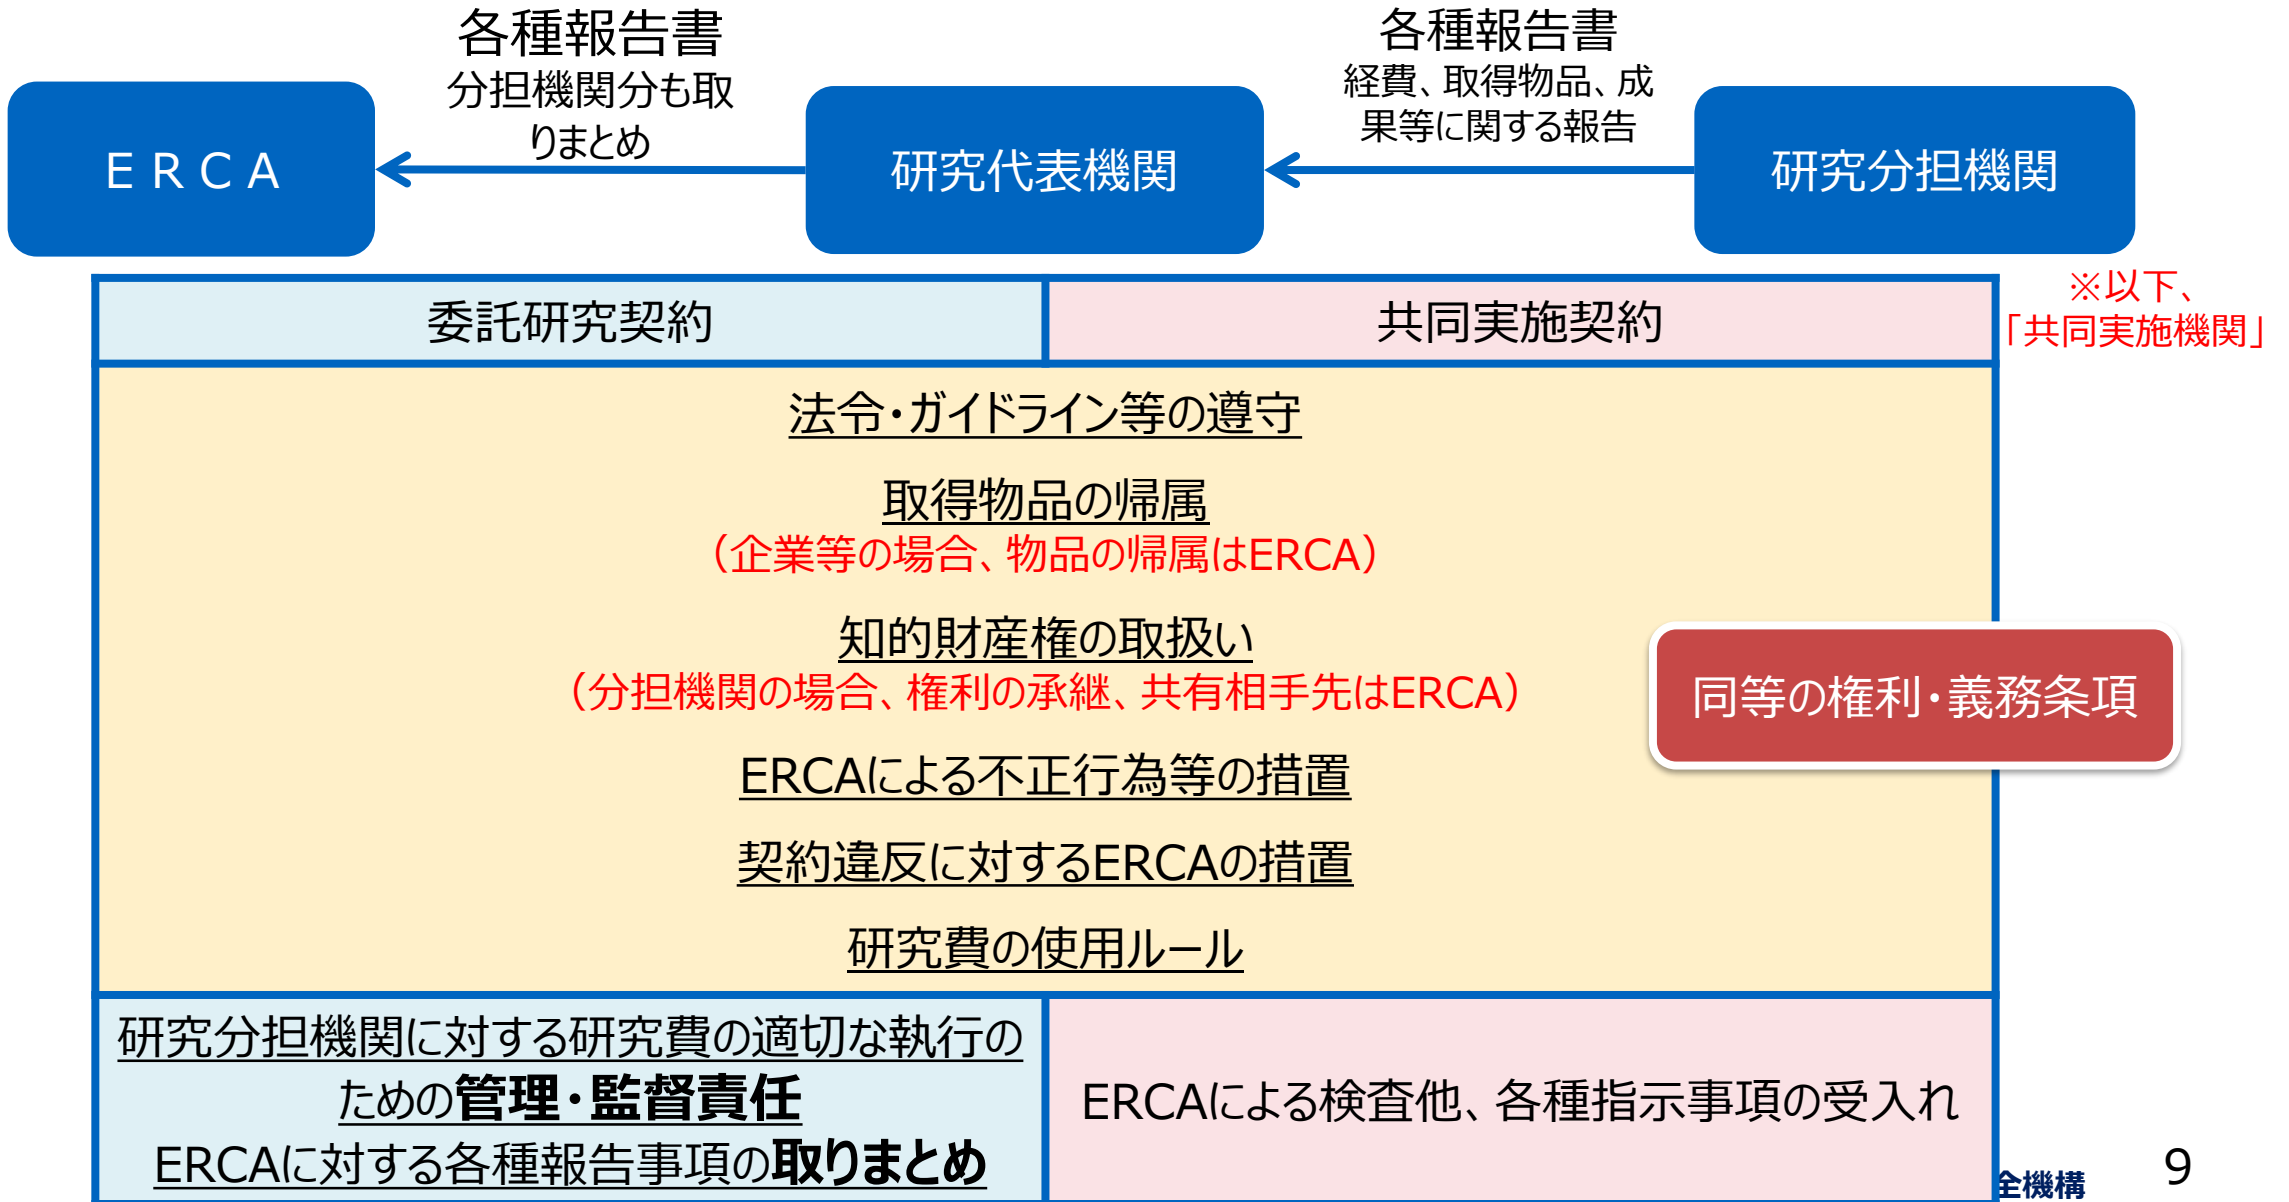 各種報告書
分担機関分も取
りまとめ
各種報告書
経費、取得物品、成
果等に関する報告
ERCA
研究代表機関
研究分担機関
※以下、
「共同実施機関」
委託研究契約
共同実施契約
法令・ガイドライン等の遵守
取得物品の帰属
（企業等の場合、物品の帰属はERCA）
知的財産権の取扱い
（分担機関の場合、権利の承継、共有相手先はERCA）
同等の権利・義務条項
ERCAによる不正行為等の措置
契約違反に対するERCAの措置
研究費の使用ルール
研究分担機関に対する研究費の適切な執行の
ための管理・監督責任
ERCAに対する各種報告事項の取りまとめ
ERCAによる検査他、各種指示事項の受入れ
全機構
9